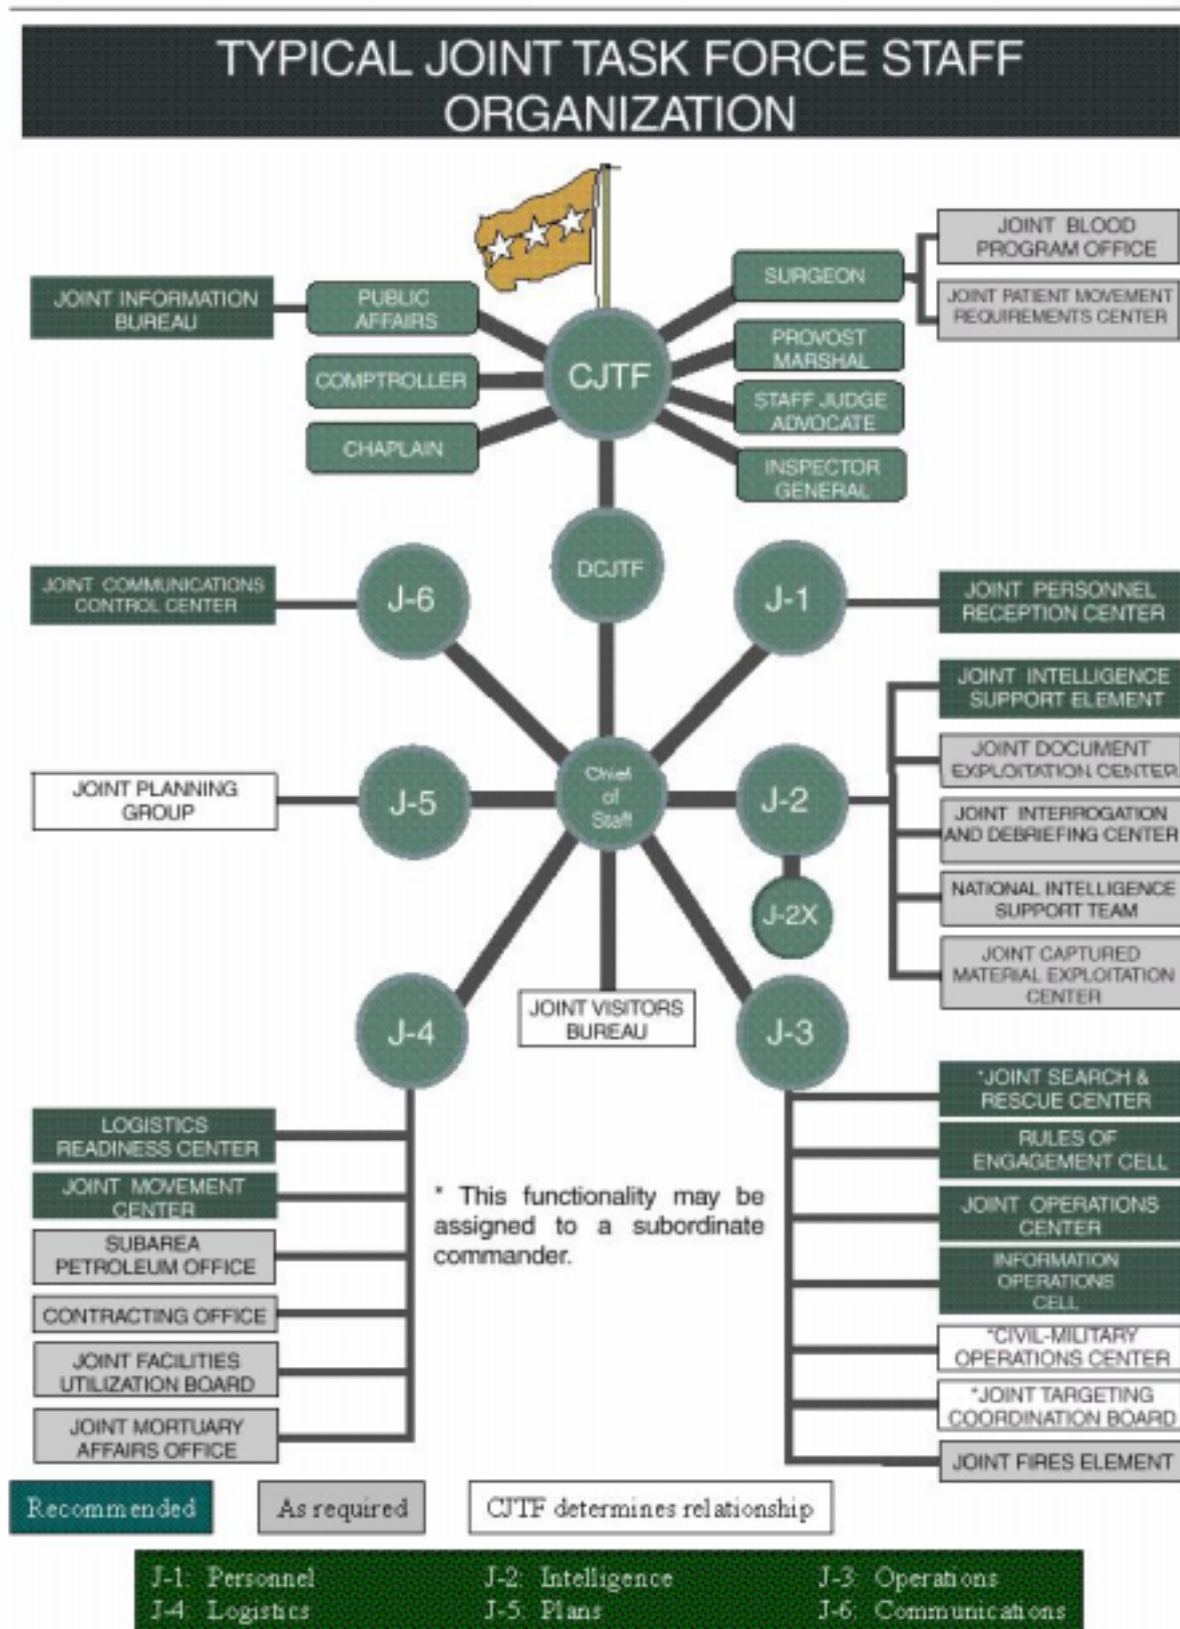 TYPICAL JOINT TASK FORCE STAFF
ORGANIZATION
JOINT BLOOD
PROGRAM OFFICE
JOINT PATIENT MOVEMENT
REQUIREMENTS CENTER
SURGEON
JOINT INFORMATION
BUREAU
PUBLIC
AFFAIRS
COMPTROLLER
CHAPLAIN
CJTF
PROVOST
MARSHAL
STAFF JUDGE
ADVOCATE
INSPECTOR
GENERAL
DCJTF
JOINT COMMUNICATIONS
CONTROL CENTER
J-6
J-1
JOINT PERSONNEL
RECEPTION CENTER
JOINT PLANNING
GROUP
J-5
Chief
of
Staff
J-2
J-2X
JOINT INTELLIGENCE
SUPPORT ELEMENT
JOINT DOCUMENT
EXPLOITATION CENTER
JOINT INTERROGATION
AND DEBRIEFING CENTER
NATIONAL INTELLIGENCE
SUPPORT TEAM
JOINT CAPTURED
MATERIAL EXPLOITATION
CENTER
J-4
JOINT VISITORS
BUREAU
J-3
LOGISTICS
READINESS CENTER
JOINT MOVEMENT
CENTER
SUBAREA
PETROLEUM OFFICE
CONTRACTING OFFICE
JOINT FACILITIES
UTILIZATION BOARD
JOINT MORTUARY
AFFAIRS OFFICE
* This functionality may be
assigned to a subordinate
commander.
*JOINT SEARCH &
RESCUE CENTER
RULES OF
ENGAGEMENT CELL
JOINT OPERATIONS
CENTER
INFORMATION
OPERATIONS
CELL
*CIVIL-MILITARY
OPERATIONS CENTER
*JOINT TARGETING
COORDINATION BOARD
JOINT FIRES ELEMENT
Recommended
As required
CJTF determines relationship
J-1: Personnel J-2: Intelligence J-3: Operations
J-4: Logistics J-5: Plans J-6: Communications